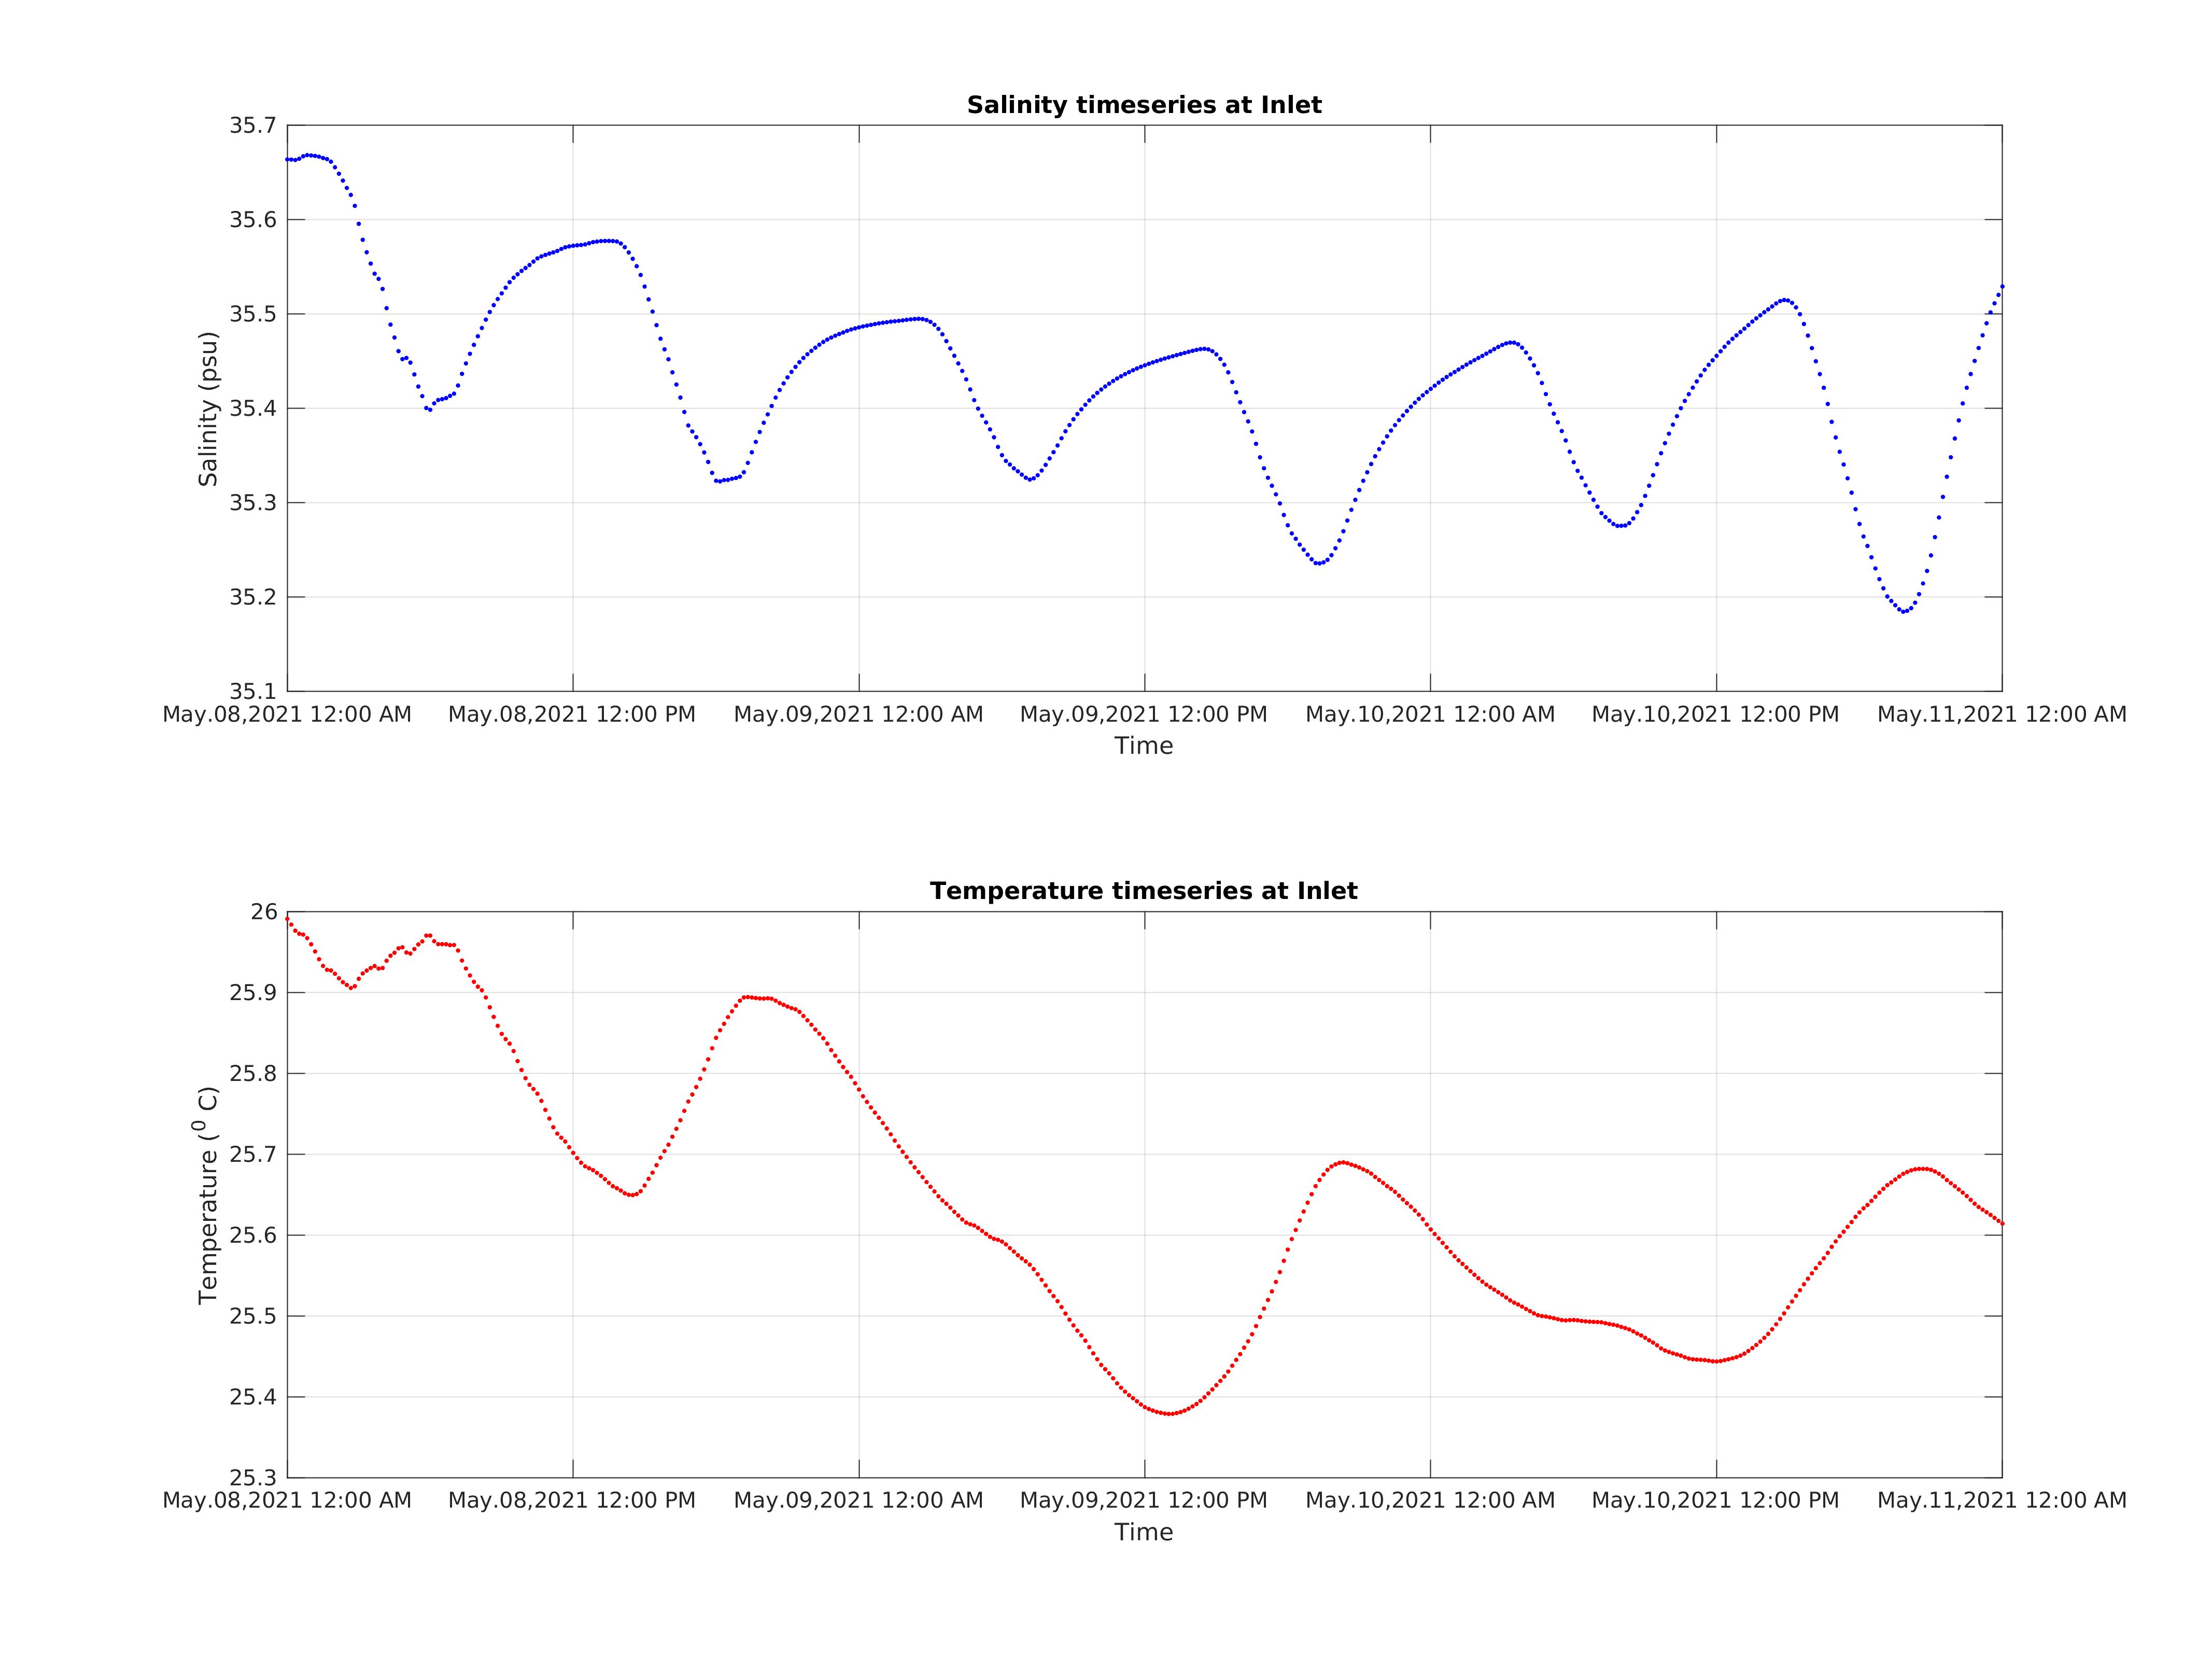 Salinity timeseries at Inlet
35.7
35.6
35.5
35.4
35.3
35.2
35.1
Salinity (psu)
May.08,2021 12:00 AM May.08,2021 12:00 PM May.09,2021 12:00 AM May.09,2021 12:00 PM May.10,2021 12:00 AM May.10,2021 12:00 PM May.11,2021 12:00 AM
Time
Temperature timeseries at Inlet
26
25.9
25.8
25.7
25.6
25.5
25.4
25.3
Temperature (⁰ C)
May.08,2021 12:00 AM May.08,2021 12:00 PM May.09,2021 12:00 AM May.09,2021 12:00 PM May.10,2021 12:00 AM May.10,2021 12:00 PM May.11,2021 12:00 AM
Time